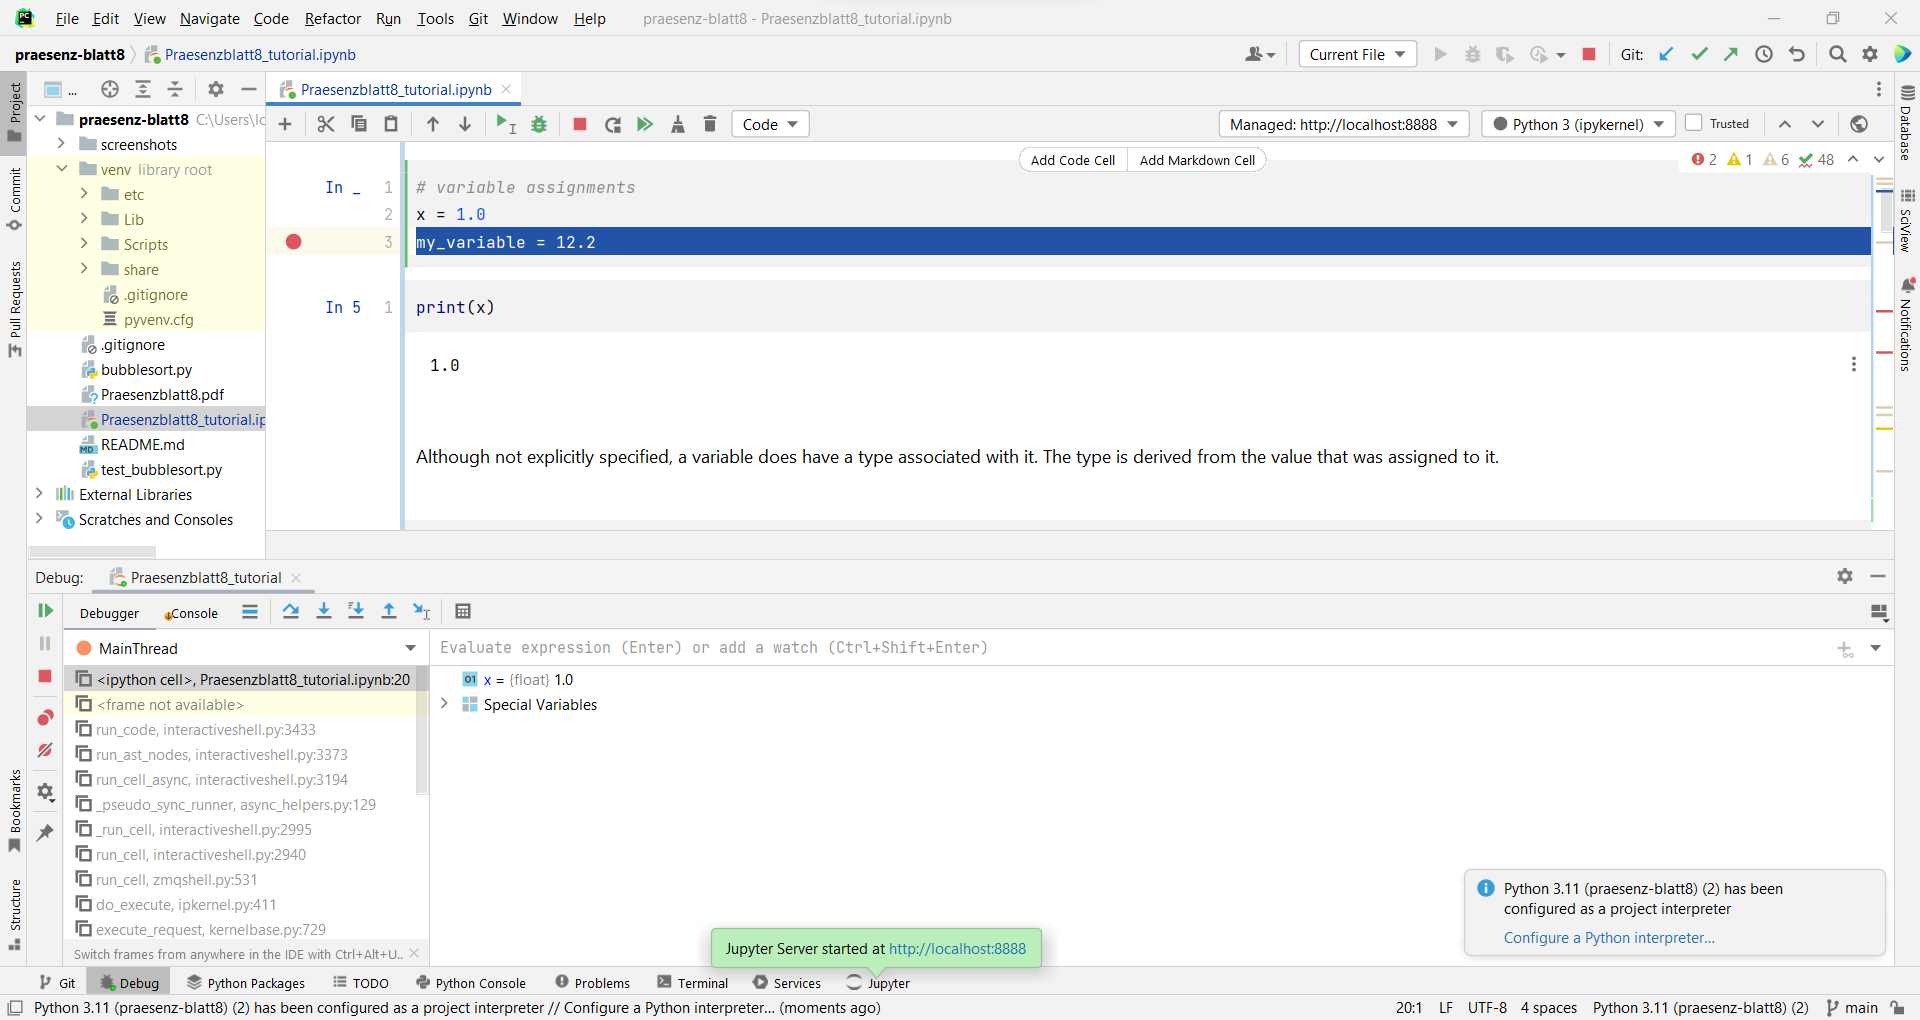 File Edit View Navigate Code Refactor Run Tools Git Window Help praesenz-blatt8 - Praesenzblatt8_tutorial.ipynb
praesenz-blatt8 Praesenzblatt8_tutorial.ipynb Current File Git:
Project
Commit
Pull Requests
Bookmarks
Structure
...
praesenz-blatt8 C:\Users\lc
screenshots
venv library root
etc
Lib
Scripts
share
.gitignore
pyvenv.cfg
.gitignore
bubblesort.py
Praesenzblatt8.pdf
Praesenzblatt8_tutorial.ip
README.md
test_bubblesort.py
External Libraries
Scratches and Consoles
Praesenzblatt8_tutorial.ipynb
Code Managed: http://localhost:8888 Python 3 (ipykernel) Trusted
Add Code Cell Add Markdown Cell 2 1 6 48
In _ 1 # variable assignments
2 x = 1.0
3 my_variable = 12.2
In 5 1 print(x)
1.0
Although not explicitly specified, a variable does have a type associated with it. The type is derived from the value that was assigned to it.
Database
SciView
Notifications
Debug: Praesenzblatt8_tutorial
Debugger Console
MainThread
<ipython cell>, Praesenzblatt8_tutorial.ipynb:20
<frame not available>
run_code, interactiveshell.py:3433
run_ast_nodes, interactiveshell.py:3373
run_cell_async, interactiveshell.py:3194
_pseudo_sync_runner, async_helpers.py:129
_run_cell, interactiveshell.py:2995
run_cell, interactiveshell.py:2940
run_cell, zmqshell.py:531
do_execute, ipkernel.py:411
execute_request, kernelbase.py:729
Switch frames from anywhere in the IDE with Ctrl+Alt+U..
Evaluate expression (Enter) or add a watch (Ctrl+Shift+Enter)
01 x = {float} 1.0
Special Variables
Python 3.11 (praesenz-blatt8) (2) has been
configured as a project interpreter
Configure a Python interpreter...
Jupyter Server started at http://localhost:8888
Git Debug Python Packages TODO Python Console Problems Terminal Services Jupyter
Python 3.11 (praesenz-blatt8) (2) has been configured as a project interpreter // Configure a Python interpreter... (moments ago) 20:1 LF UTF-8 4 spaces Python 3.11 (praesenz-blatt8) (2) main